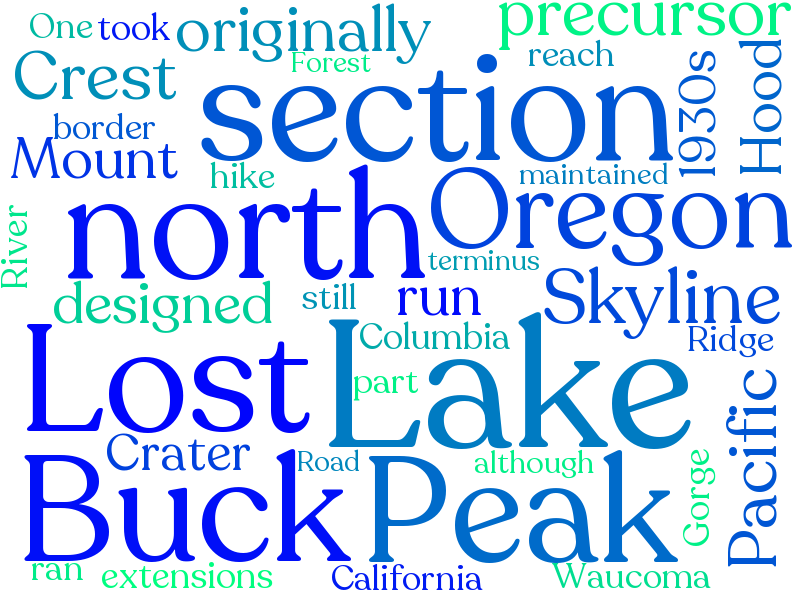 One took originally precursor
Forest reach
Crest section 1930s Hood
border
Mount hike maintained
north Oregon
River terminus
designed still run Skyline
Columbia Ridge
Lost Lake
part Pacific
Crater Road although Gorge
Buck Peak
ran extensions California Waucoma